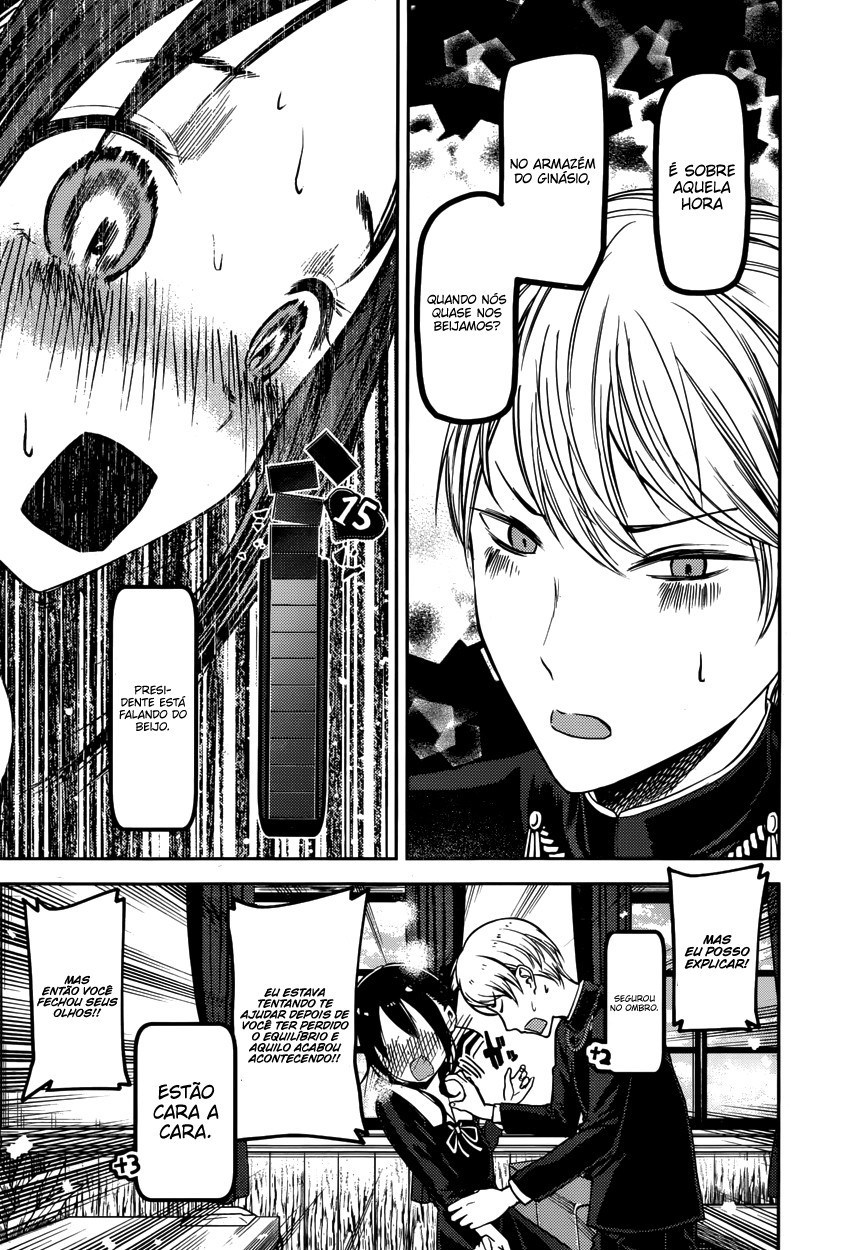 É SOBRE
AQUELA
HORA
NO ARMAZÉM
DO GINÁSIO,
QUANDO NÓS
QUASE NOS
BEIJAMOS?
15
PRESI-
DENTE ESTÁ
FALANDO DO
BEIJO.
MAS
EU POSSO
EXPLICAR!
SEGUROU
NO OMBRO.
+2
EU ESTAVA
TENTANDO TE
AJUDAR DEPOIS DE
VOCÊ TER PERDIDO
O EQUILÍBRIO E
AQUILO ACABOU
ACONTECENDO!!
ガッ
MAS
ENTÃO VOCÊ
FECHOU SEUS
OLHOS!!
ESTÃO
CARA A
CARA.
+3